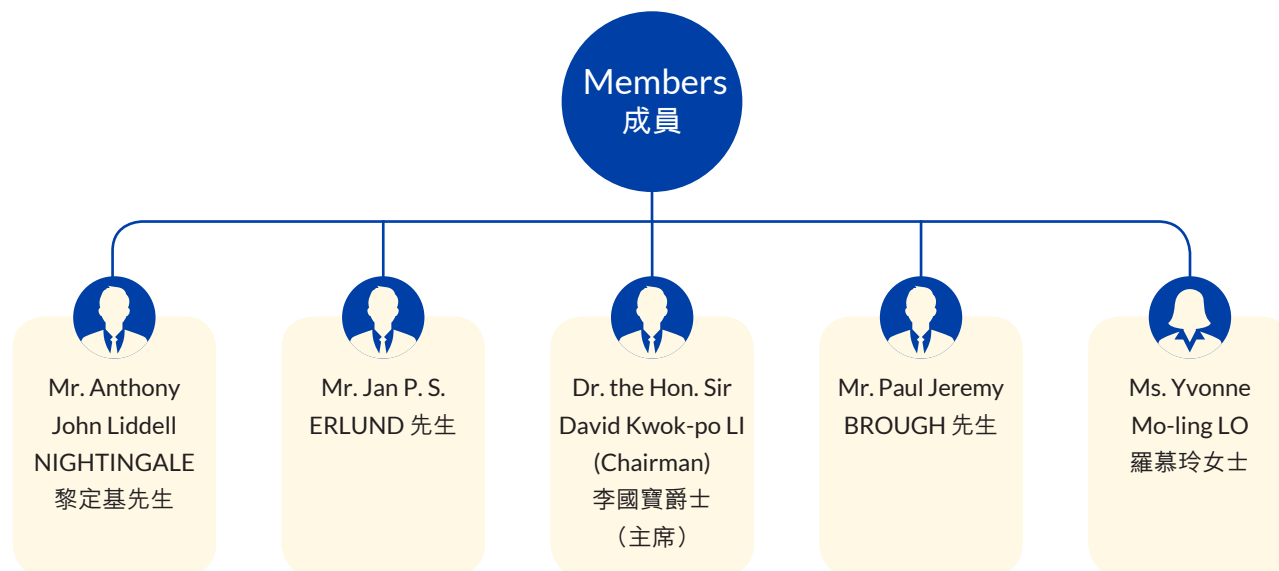 Members
成員
Mr. Anthony
John Liddell
NIGHTINGALE
黎定基先生
Mr. Jan P. S.
ERLUND 先生
Dr. the Hon. Sir
David Kwok-po LI
(Chairman)
李國寶爵士
（主席）
Mr. Paul Jeremy
BROUGH 先生
Ms. Yvonne
Mo-ling LO
羅慕玲女士